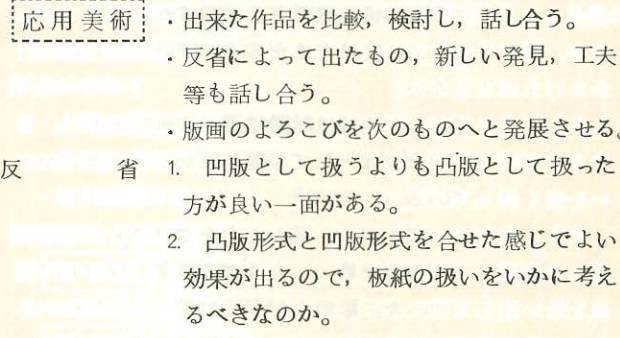 応用美術 ・出来た作品を比較，検討し，話し合う。
・反省によって出たもの，新しい発見，工夫
等も話し合う。
・版画のよろこびを次のものへと発展させる。
反省 1. 凹版として扱うよりも凸版として扱った
方が良い一面がある。
2. 凸版形式と凹版形式を合せた感じでよい
効果が出るので，板紙の扱いをいかに考え
るべきなのか。